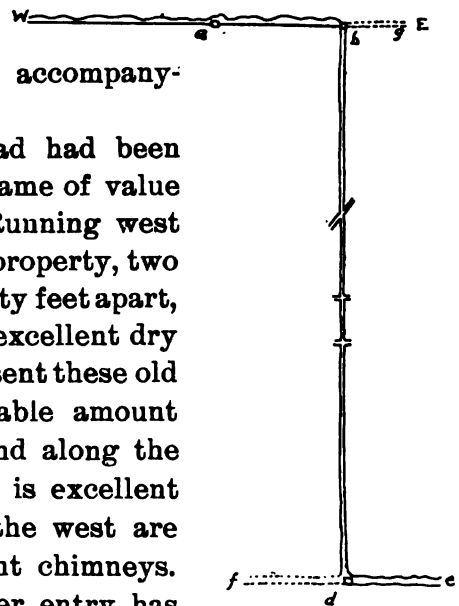 W
E
a
b
g
accompany-
ad had been
ame of value
Running west
property, two
ty feet apart,
excellent dry
sent these old
able amount
nd along the
is excellent
the west are
nt chimneys.
er entry has
f
e
d